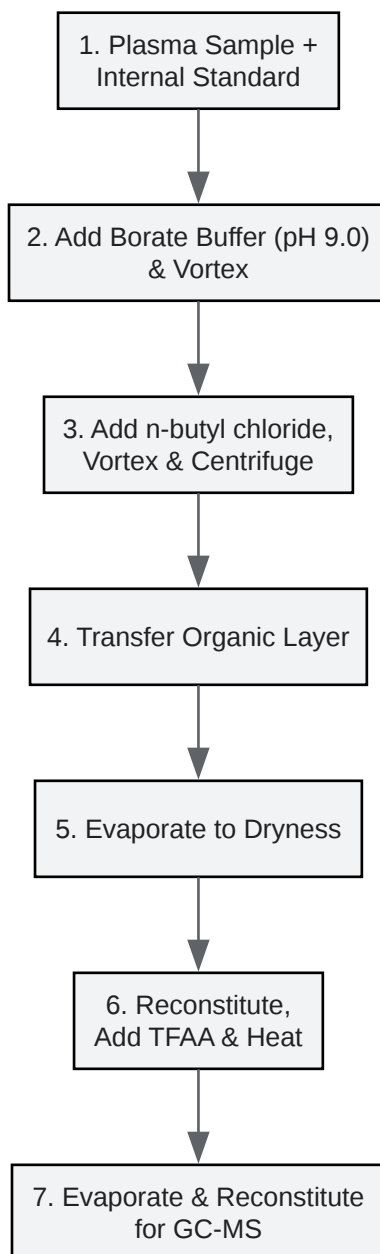 1. Plasma Sample +
Internal Standard
2. Add Borate Buffer (pH 9.0)
& Vortex
3. Add n-butyl chloride,
Vortex & Centrifuge
4. Transfer Organic Layer
5. Evaporate to Dryness
6. Reconstitute,
Add TFAA & Heat
7. Evaporate & Reconstitute
for GC-MS